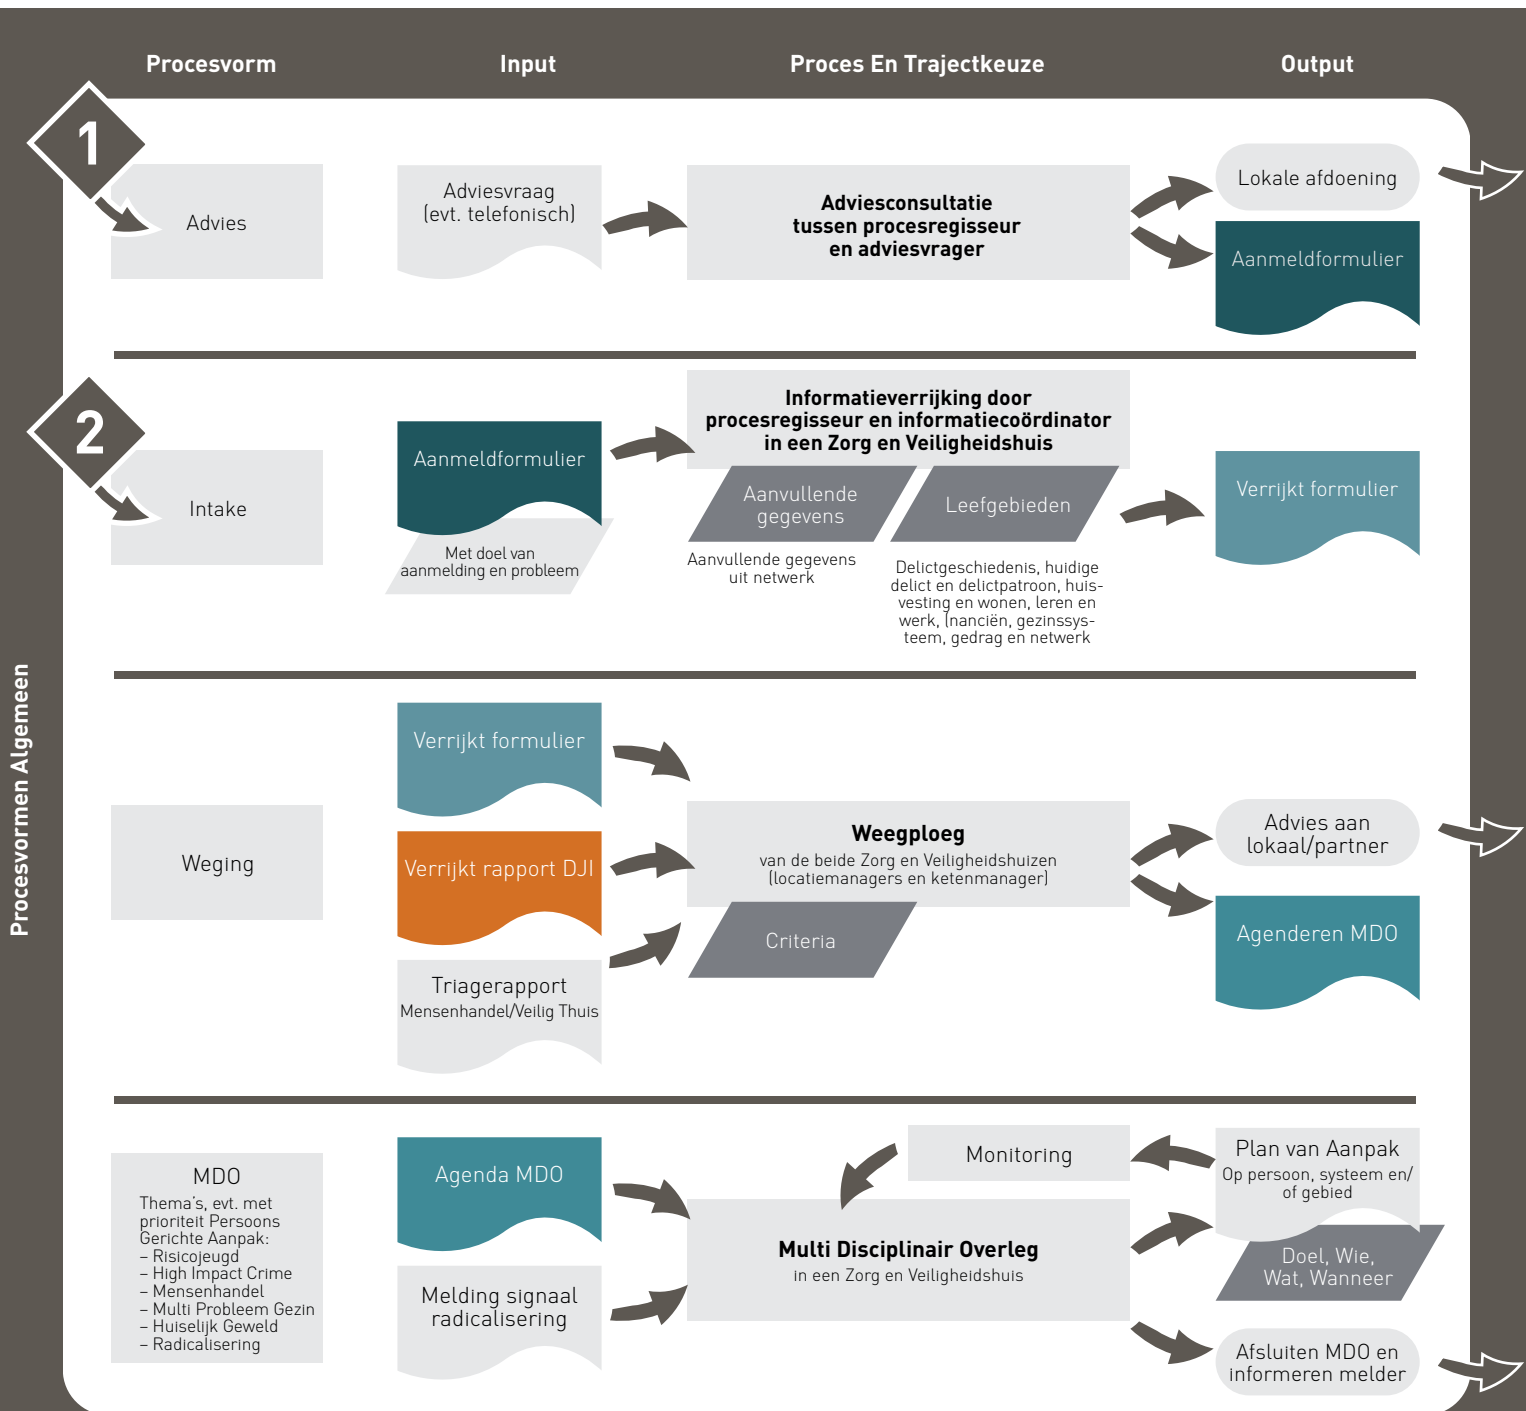 Procesvorm
Input
Proces En Trajectkeuze
Output
Procesvormen Algemeen
1
Advies
Adviesvraag
(evt. telefonisch)
Adviesconsultatie
tussen procesregisseur
en adviesvrager
Lokale afdoening
Aanmeldformulier
2
Intake
Aanmeldformulier
Met doel van
aanmelding en probleem
Informatieverrijking door
procesregisseur en informatiecoördinator
in een Zorg en Veiligheidshuis
Aanvullende
gegevens
Aanvullende gegevens
uit netwerk
Leefgebieden
Delictgeschiedenis, huidige
delict en delictpatroon, huis-
vesting en wonen, leren en
werk, (nanciën, gezinssys-
teem, gedrag en netwerk
Verrijkt formulier
Weging
Verrijkt formulier
Verrijkt rapport DJI
Triagerapport
Mensenhandel/Veilig Thuis
Weegploeg
van de beide Zorg en Veiligheidshuizen
(locatiemanagers en ketenmanager)
Criteria
Advies aan
lokaal/partner
Agenderen MDO
MDO
Thema's, evt. met
prioriteit Persoons
Gerichte Aanpak:
– Risicojeugd
– High Impact Crime
– Mensenhandel
– Multi Probleem Gezin
– Huiselijk Geweld
– Radicalisering
Agenda MDO
Melding signaal
radicalisering
Monitoring
Multi Disciplinair Overleg
in een Zorg en Veiligheidshuis
Plan van Aanpak
Op persoon, systeem en/
of gebied
Doel, Wie,
Wat, Wanneer
Afsluiten MDO en
informeren melder